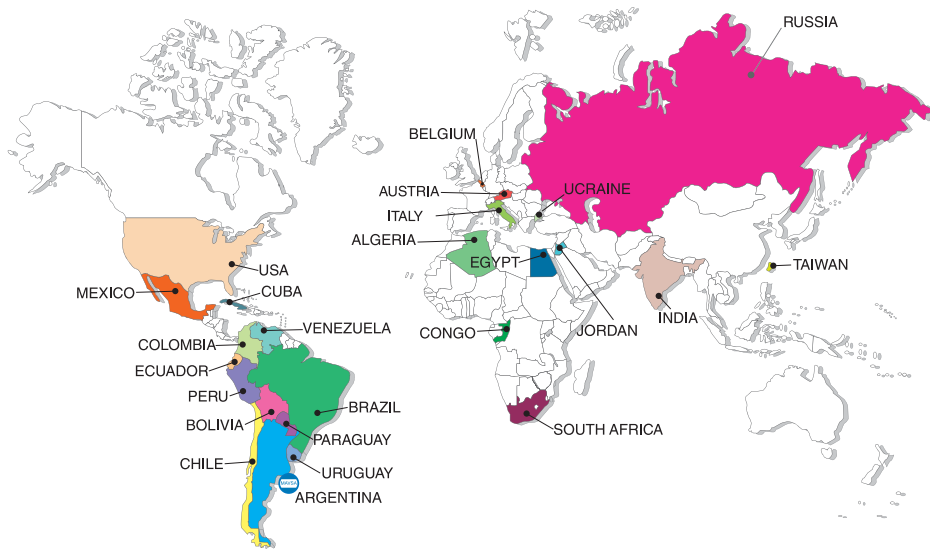 RUSSIA
BELGIUM
AUSTRIA
UCRAINE
ITALY
ALGERIA
EGYPT
TAIWAN
USA
CUBA
MEXICO
INDIA
JORDAN
CONGO
VENEZUELA
COLOMBIA
ECUADOR
PERU
BRAZIL
BOLIVIA
SOUTH AFRICA
PARAGUAY
CHILE
URUGUAY
MAVSA
ARGENTINA